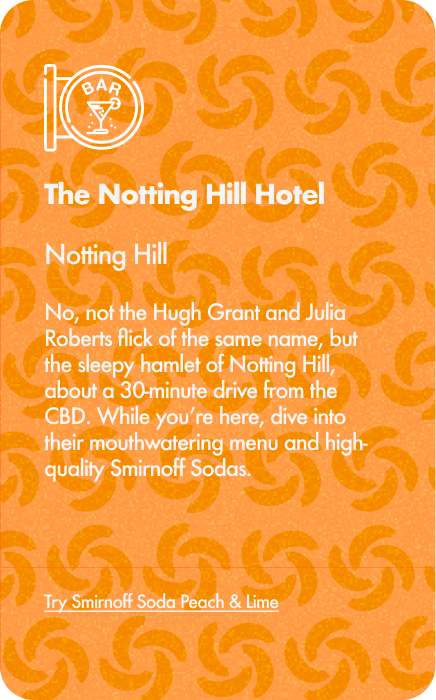 BAR
The Notting Hill Hotel
Notting Hill
No, not the Hugh Grant and Julia
Roberts flick of the same name, but
the sleepy hamlet of Notting Hill,
about a 30-minute drive from the
CBD. While you’re here, dive into
their mouthwatering menu and high-
quality Smirnoff Sodas.
Try Smirnoff Soda Peach & Lime